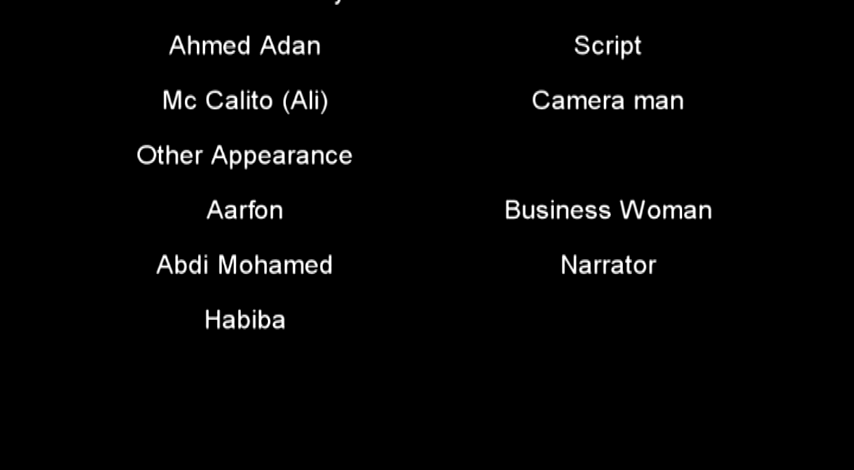 Ahmed Adan Script
Mc Calito (Ali) Camera man
Other Appearance
Aarfon Business Woman
Abdi Mohamed Narrator
Habiba